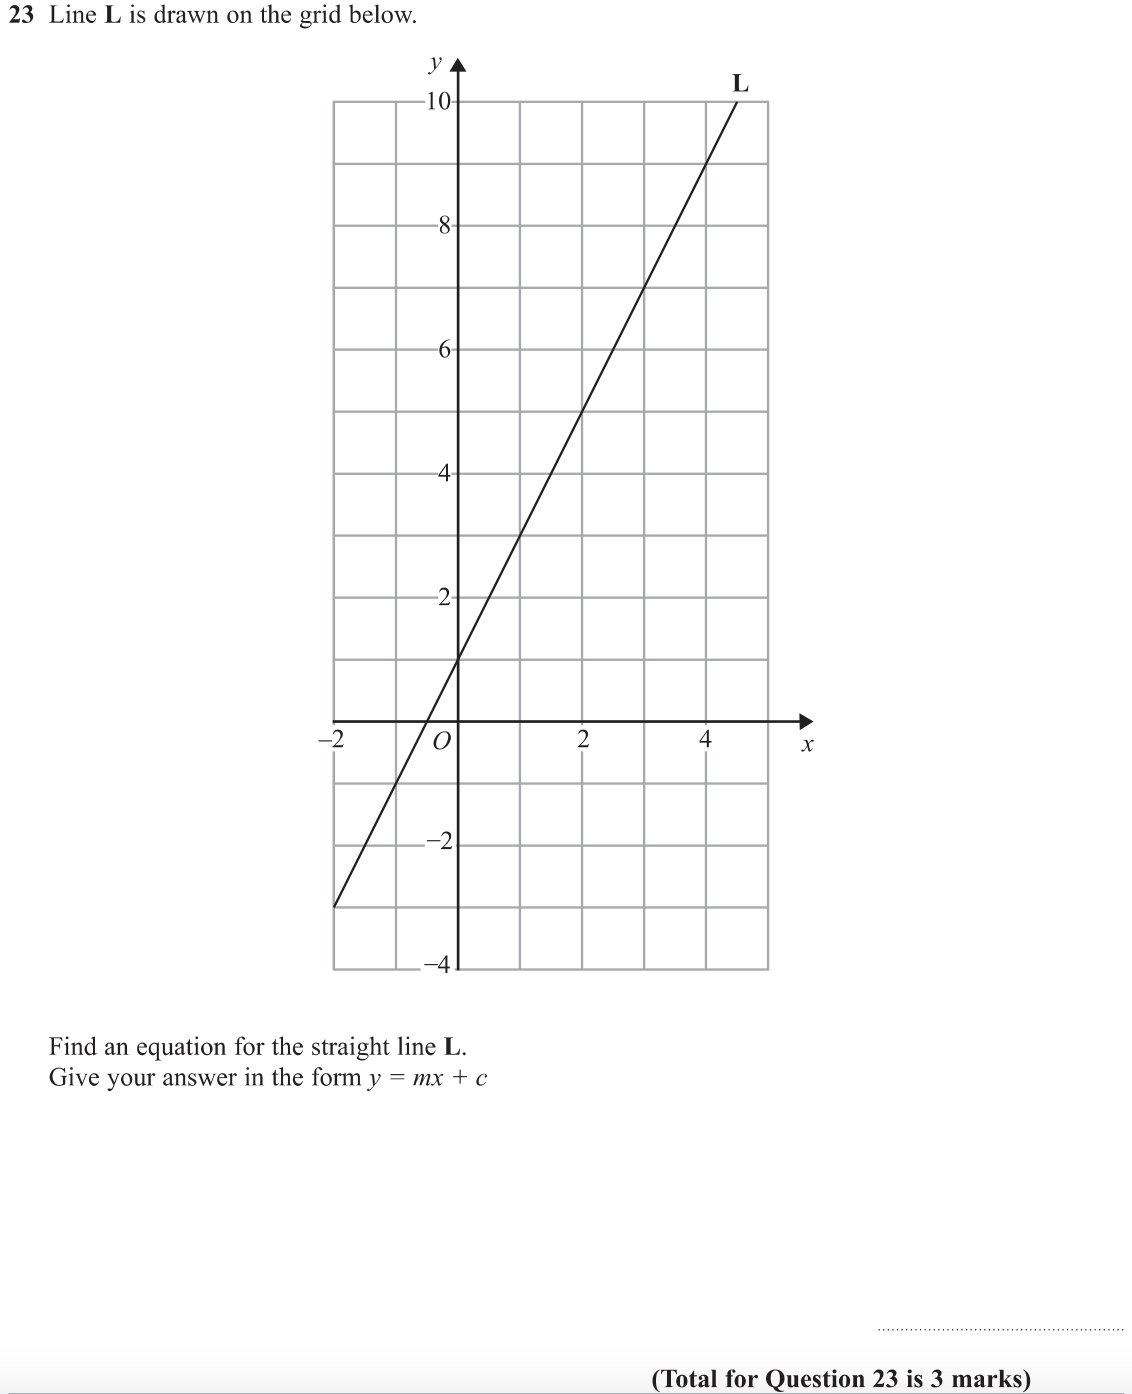 23 Line L is drawn on the grid below.
y
L
10
8
6
4
2
−2
O
2
4
x
−2
−4
Find an equation for the straight line L.
Give your answer in the form y = mx + c
(Total for Question 23 is 3 marks)